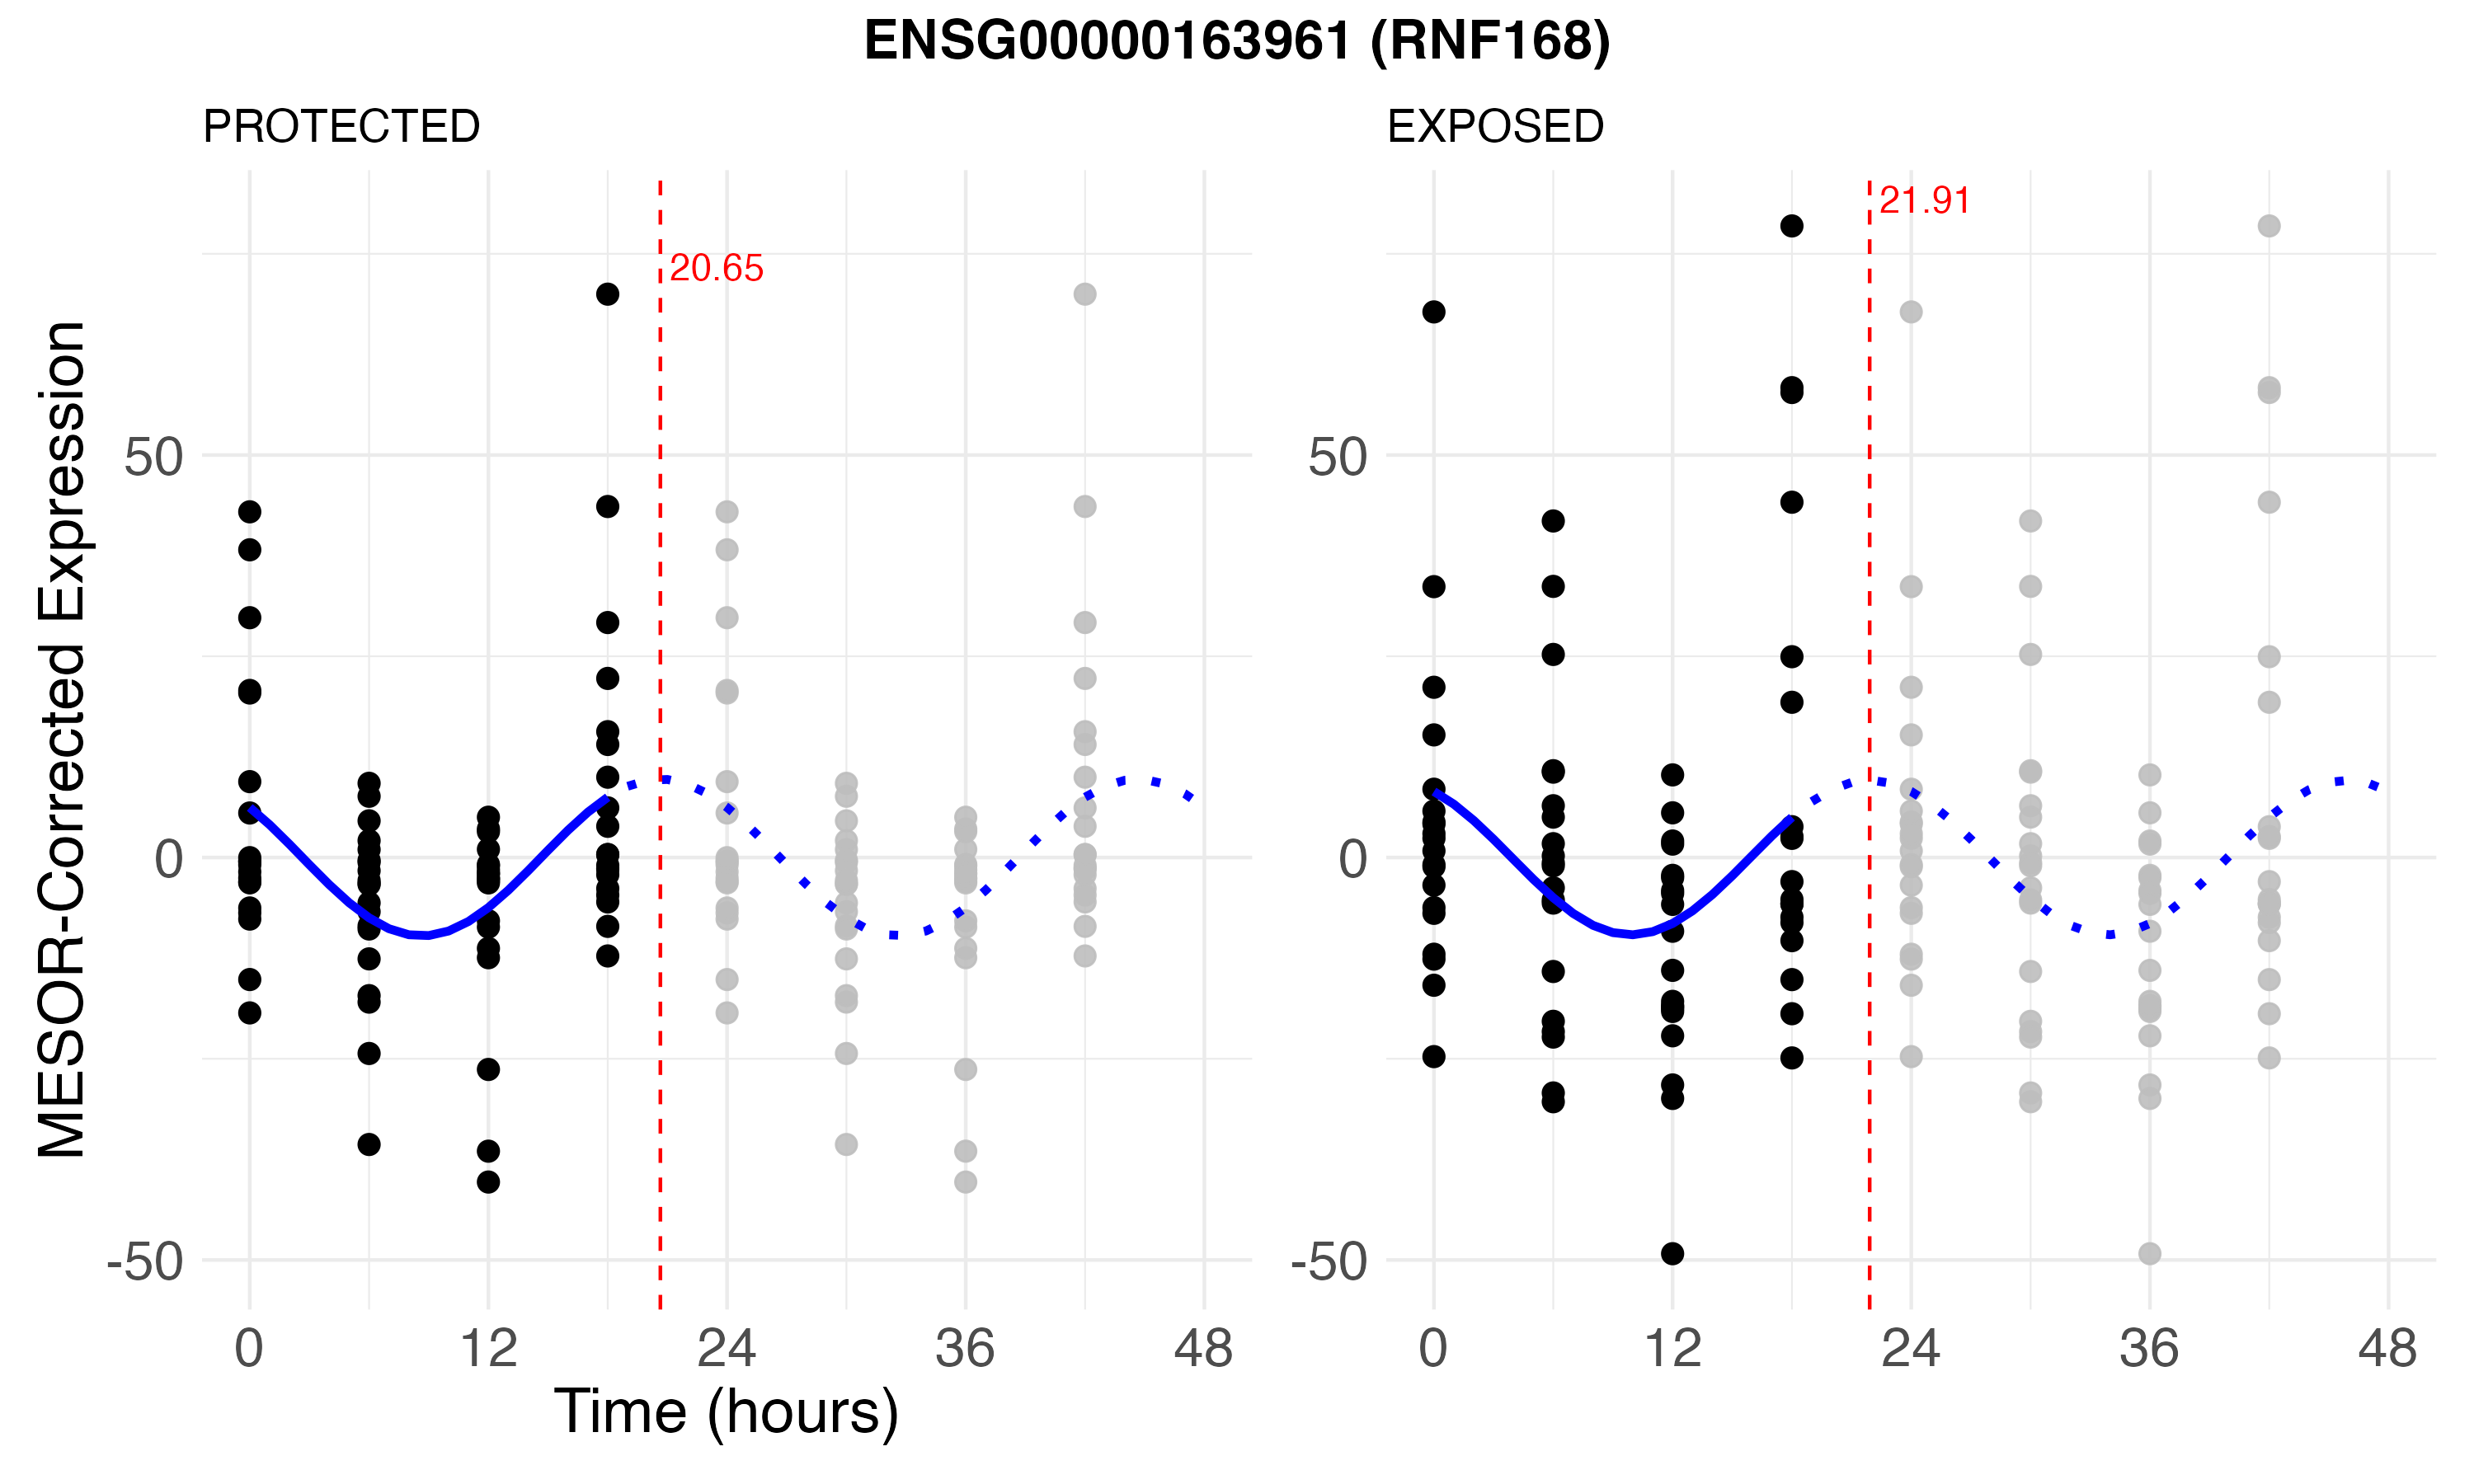 ENSG00000163961 (RNF168)
PROTECTED
EXPOSED
MESOR-Corrected Expression
50
0
-50
20.65
0 12 24 36 48
Time (hours)
50
0
-50
21.91
0 12 24 36 48